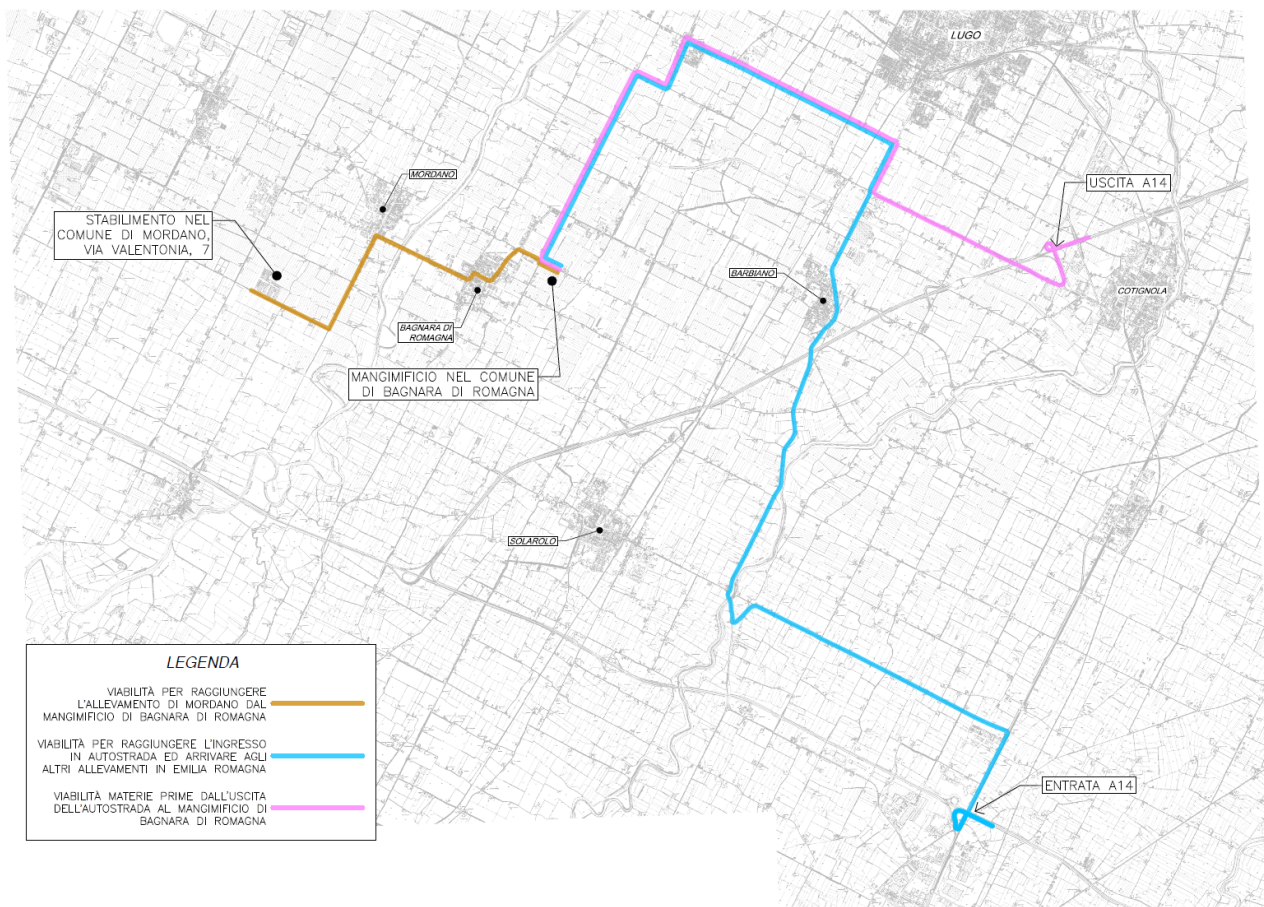 LUGO
MORDANO
USCITA A14
STABILIMENTO NEL
COMUNE DI MORDANO,
VIA VALENTONIA, 7
BARBIANO
COTIGNOLA
BAGNARA DI
ROMAGNA
MANGIMIFICIO NEL COMUNE
DI BAGNARA DI ROMAGNA
SOLAROLO
LEGENDA
VIABILITÀ PER RAGGIUNGERE
L'ALLEVAMENTO DI MORDANO DAL
MANGIMIFICIO DI BAGNARA DI ROMAGNA
VIABILITÀ PER RAGGIUNGERE L'INGRESSO
IN AUTOSTRADA ED ARRIVARE AGLI
ALTRI ALLEVAMENTI IN EMILIA ROMAGNA
VIABILITÀ MATERIE PRIME DALL'USCITA
DELL'AUTOSTRADA AL MANGIMIFICIO DI
BAGNARA DI ROMAGNA
ENTRATA A14